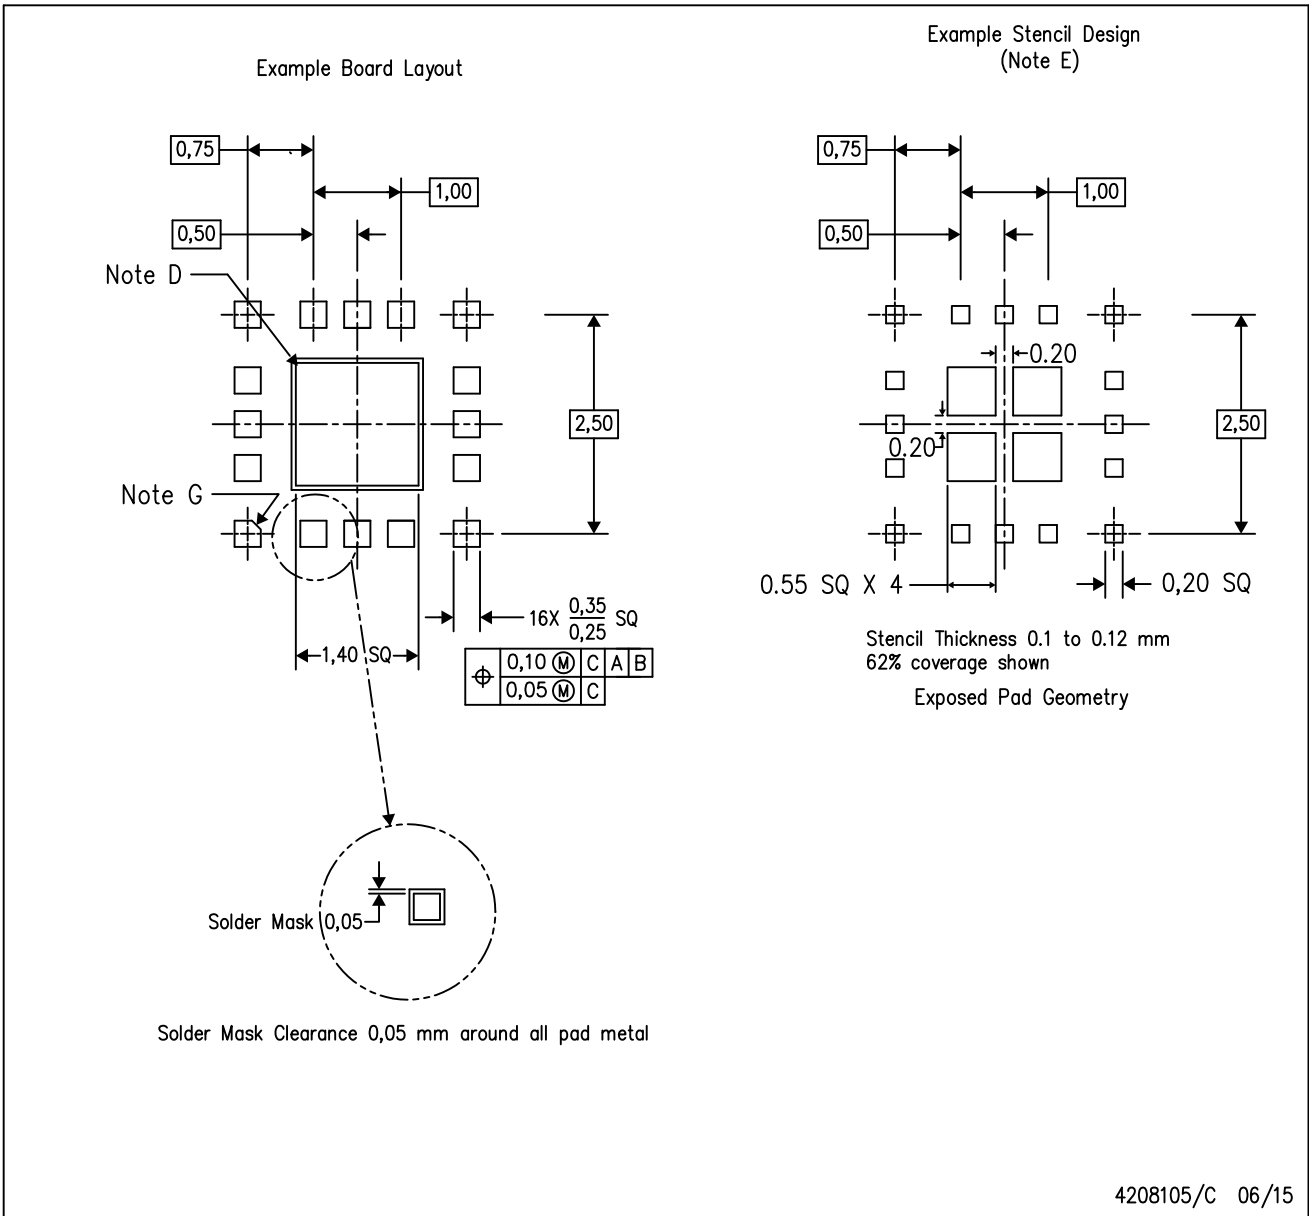 Example Board Layout
0,75
1,00
0,50
Note D
2,50
Note G
16X 0,35
0,25 SQ
1,40 SQ
0,10 Ⓜ C A B
0,05 Ⓜ C
Solder Mask 0,05
Solder Mask Clearance 0,05 mm around all pad metal
Example Stencil Design
(Note E)
0,75
1,00
0,50
0.20
2,50
0.20
0.55 SQ X 4
0,20 SQ
Stencil Thickness 0.1 to 0.12 mm
62% coverage shown
Exposed Pad Geometry
4208105/C 06/15